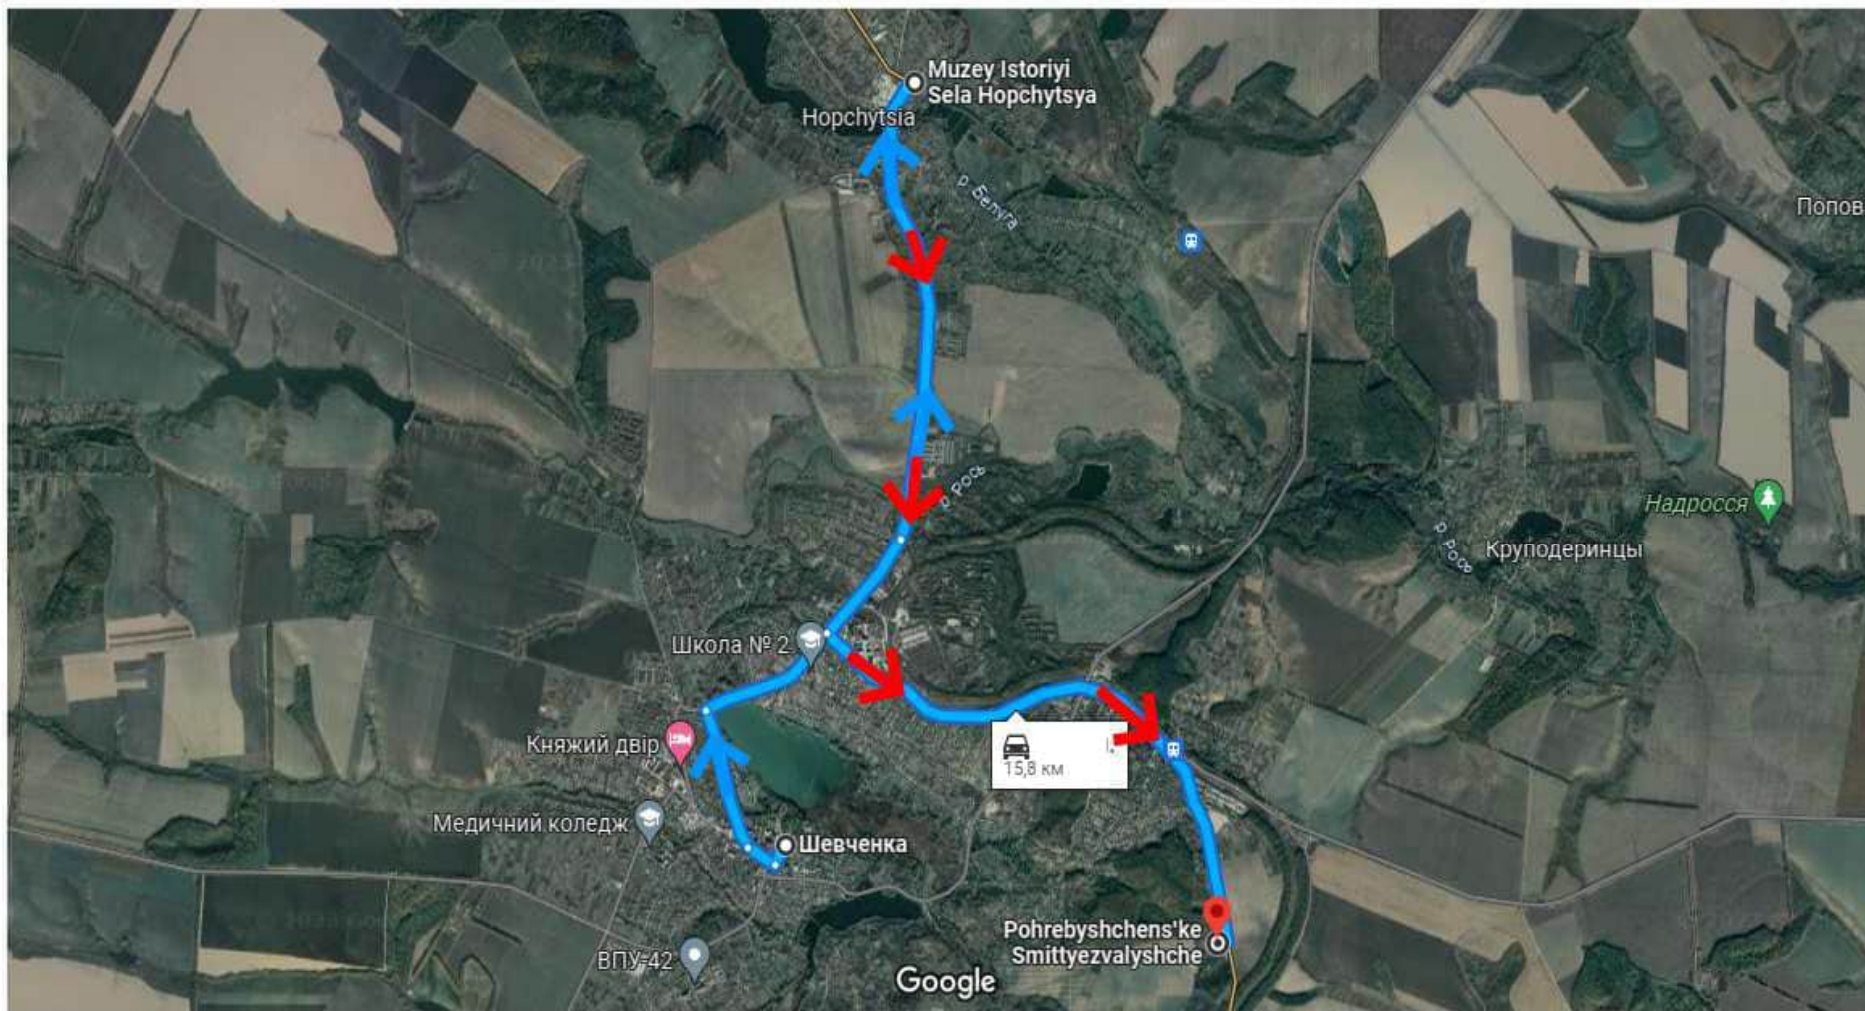 Muzey Istoriyi
Sela Hopchytsya
Hopchytsia
р. Белуга
Попов
р. Рось
Надросся
р. Рось
Круподеринцы
Школа № 2
Княжий двір
15,8 км
Медичний коледж
Шевченка
Pohrebyshchens'ke
Smittyezvalyshche
ВПУ-42
Google